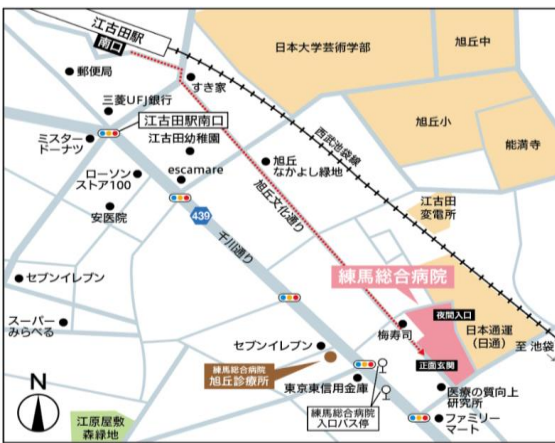 江古田駅
南口
郵便局
すき家
三菱UFJ銀行
江古田駅南口
ミスター
ドーナツ
江古田幼稚園
ローソン
ストア100
escamare
安医院
439
千川通り
旭丘
なかよし緑地
旭丘文化通り
西武池袋線
日本大学芸術学部
旭丘中
旭丘小
能満寺
江古田
変電所
セブンイレブン
スーパー
みらべる
練馬総合病院
夜間入口
日本通運
(日通)
至 池袋
梅寿司
正面玄関
セブンイレブン
練馬総合病院
旭丘診療所
東京東信用金庫
練馬総合病院
入口バス停
医療の質向上
研究所
ファミリー
マート
N
江原屋敷
森緑地